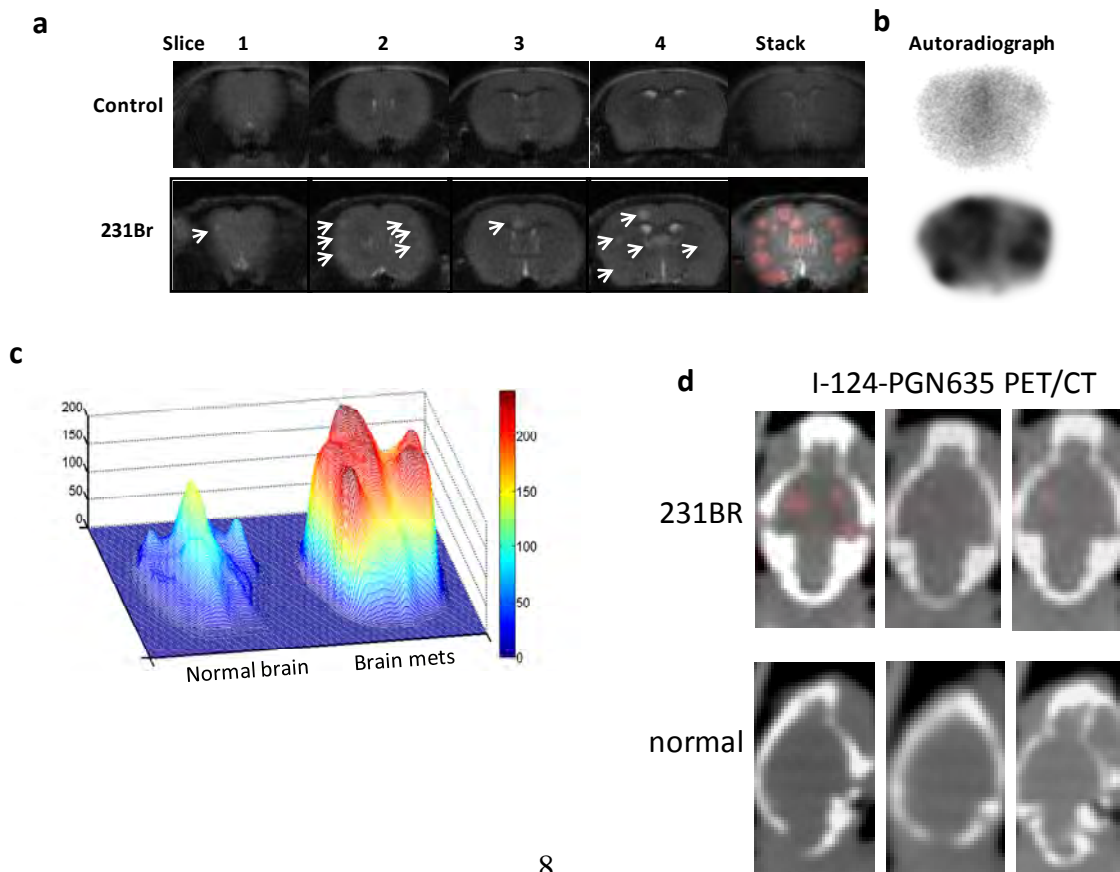 a
Slice 1 2 3 4 Stack
Control
231Br
b
Autoradiograph
c
200
150
100
50
0
200
150
100
50
0
Normal brain Brain mets
d
I-124-PGN635 PET/CT
231BR
normal
8